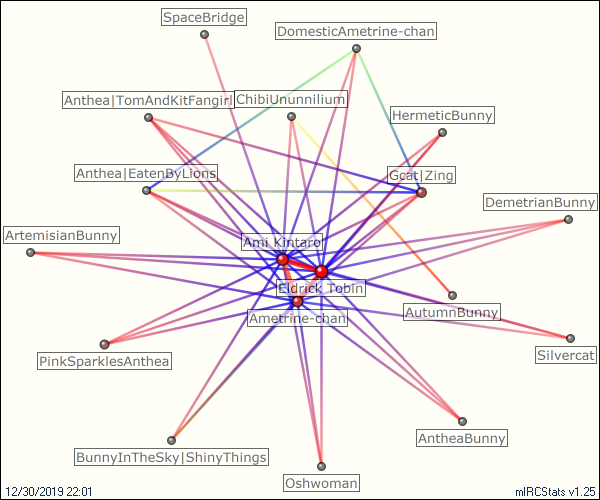 SpaceBridge
DomesticAmetrine-chan
Anthea|TomAndKitFangirl
ChibiUnunnilium
HermeticBunny
Anthea|EatenByLions
Gcat|Zing
DemetrianBunny
ArtemisianBunny
Ami Kintaro
Eldrick Tobin
Ametrine-chan
AutumnBunny
PinkSparklesAnthea
Silvercat
AntheaBunny
BunnyInTheSky|ShinyThings
Oshwoman
12/30/2019 22:01
mIRCStats v1.25